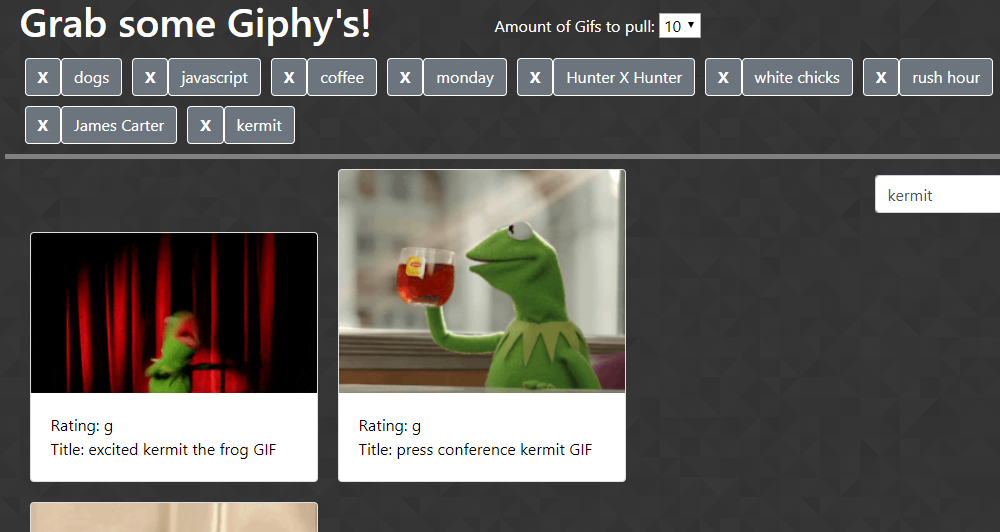 Grab some Giphy's!
Amount of Gifs to pull: 10
X dogs X javascript X coffee X monday X Hunter X Hunter X white chicks X rush hour
X James Carter X kermit
kermit
Rating: g
Title: excited kermit the frog GIF
Rating: g
Title: press conference kermit GIF